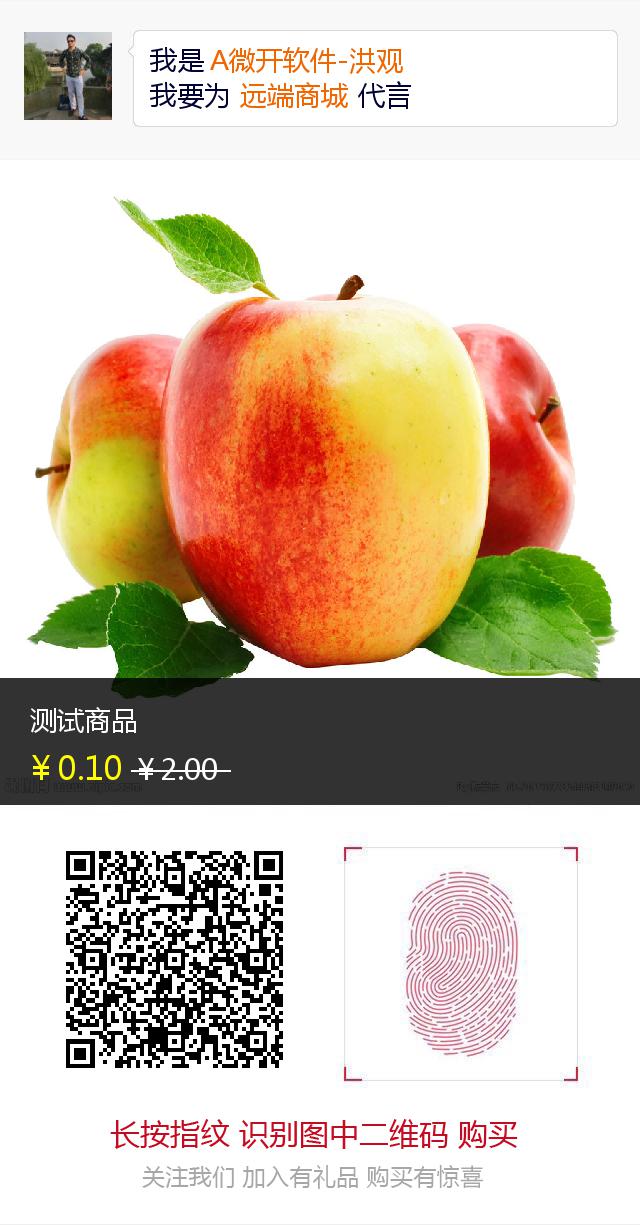 我是 A微开软件-洪观
我要为 远端商城 代言
测试商品
¥0.10 ¥2.00
长按指纹 识别图中二维码 购买
关注我们 加入有礼品 购买有惊喜